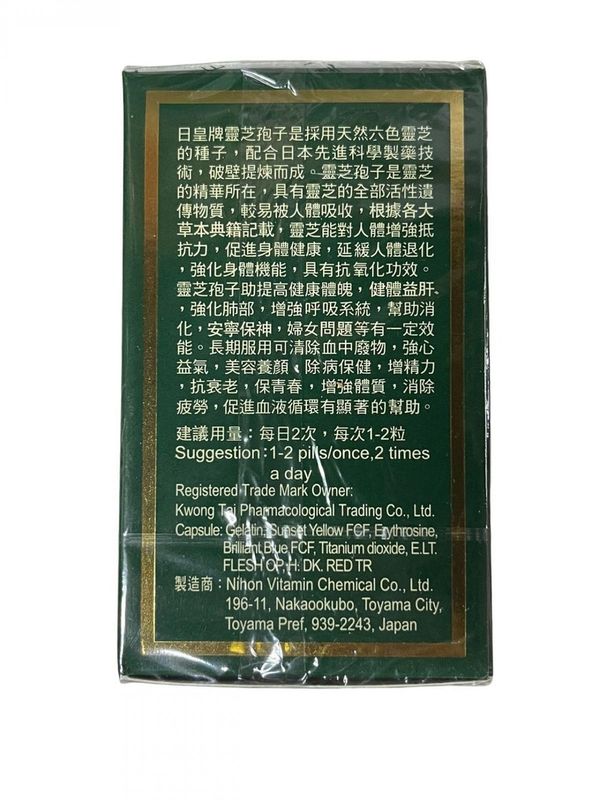 日皇牌靈芝孢子是採用天然六色靈芝
的種子，配合日本先進科學製藥技
術，破壁提煉而成。靈芝孢子是靈芝
的精華所在，具有靈芝的全部活性遺
傳物質，較易被人體吸收，根據各大
草本典籍記載，靈芝能對人體增強抵
抗力，促進身體健康，延緩人體退化
，強化身體機能，具有抗氧化功效。
靈芝孢子助提高健康體魄，健體益肝
，強化肺部，增強呼吸系統，幫助消
化，安寧保神，婦女問題等有一定效
能。長期服用可清除血中廢物，強心
益氣，美容養顏，除病保健，增精力
，抗衰老，保青春，增強體質，消除
疲勞，促進血液循環有顯著的幫助。
建議用量：每日2次，每次1-2粒
Suggestion:1-2 pills/once,2 times
a day
Registered Trade Mark Owner:
Kwong Tai Pharmacological Trading Co., Ltd.
Capsule: Gelatin, Sunset Yellow FCF, Erythrosine,
Brilliant Blue FCF, Titanium dioxide, E.I.T.
FLESH OP, H. DK. RED TR
製造商：Nihon Vitamin Chemical Co., Ltd.
196-11, Nakaookubo, Toyama City,
Toyama Pref, 939-2243, Japan